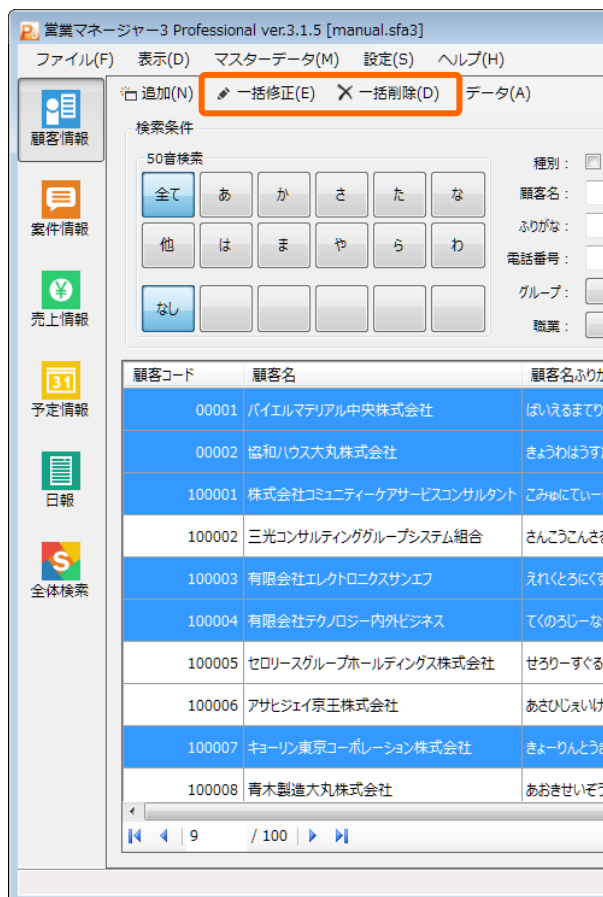 営業マネージャー3 Professional ver.3.1.5 [manual.sfa3]
ファイル(F) 表示(D) マスターデータ(M) 設定(S) ヘルプ(H)
追加(N) 一括修正(E) 一括削除(D) データ(A)
顧客情報
案件情報
売上情報
31
予定情報
日報
S
全体検索
検索条件
50音検索
全て あ か さ た な
他 は ま や ら わ
なし
種別:
顧客名:
ふりがな:
電話番号:
グループ:
職業:
顧客コード 顧客名 顧客名ふりが
00001 バイエルマテリアル中央株式会社 ばいえるまてり
00002 協和ハウス大丸株式会社 きょうわはうす
100001 株式会社コミュニティーケアサービスコンサルタント こみゅにてぃー
100002 三光コンサルティンググループシステム組合 さんこうこんさ
100003 有限会社エレクトロニクスサンエフ えれくとろにくす
100004 有限会社テクノロジー内外ビジネス てくのろじーな
100005 セロリースグループホールディングス株式会社 せろりーすぐる
100006 アサヒジェイ京王株式会社 あさひじぇいけ
100007 キョーリン東京コーポレーション株式会社 きょーりんとう
100008 青木製造大丸株式会社 あおきせいぞう
9 / 100